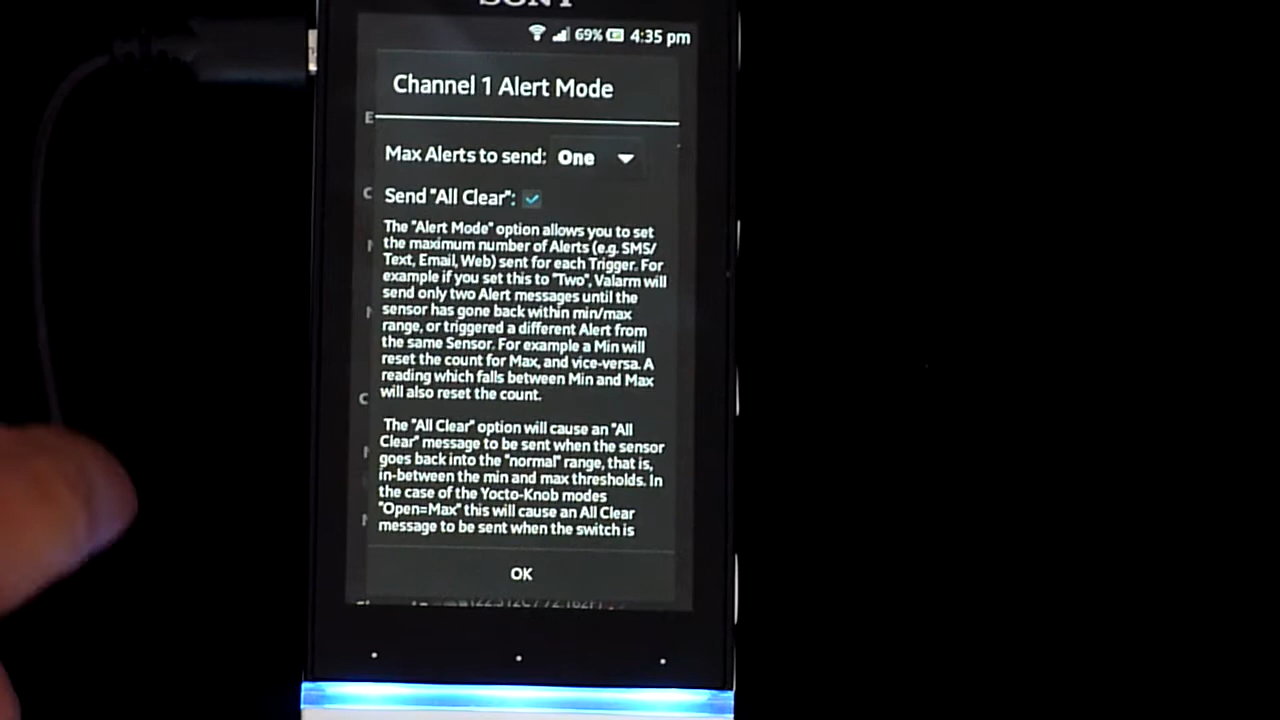 SONY
69% 4:35 pm
Channel 1 Alert Mode
Max Alerts to send: One
Send "All Clear":
The "Alert Mode" option allows you to set
the maximum number of Alerts (e.g. SMS/
Text, Email, Web) sent for each Trigger. For
example if you set this to "Two", Valarm will
send only two Alert messages until the
sensor has gone back within min/max
range, or triggered a different Alert from
the same Sensor. For example a Min will
reset the count for Max, and vice-versa. A
reading which falls between Min and Max
will also reset the count.
The "All Clear" option will cause an "All
Clear" message to be sent when the sensor
goes back into the "normal" range, that is,
in-between the min and max thresholds. In
the case of the Yocto-Knob modes
"Open=Max" this will cause an All Clear
message to be sent when the switch is
OK